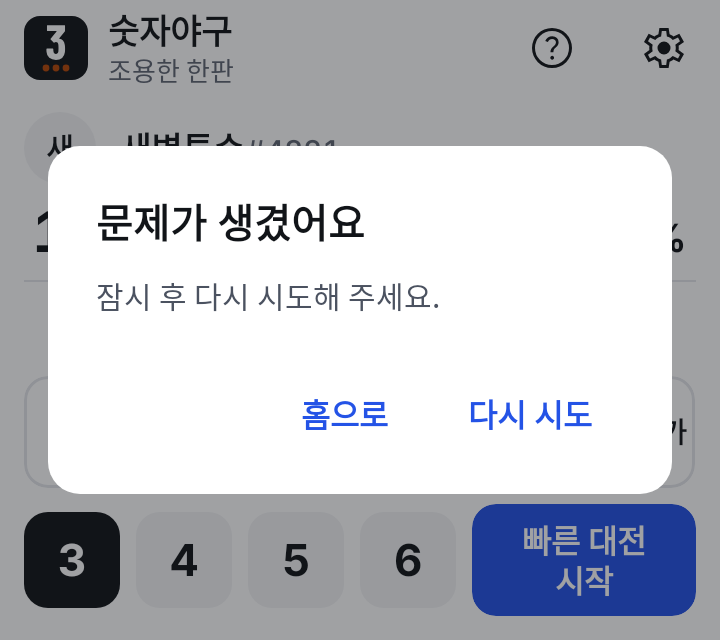 3
숫자야구
조용한 한판
문제가 생겼어요
잠시 후 다시 시도해 주세요.
홈으로
다시 시도
3
4
5
6
빠른 대전
시작